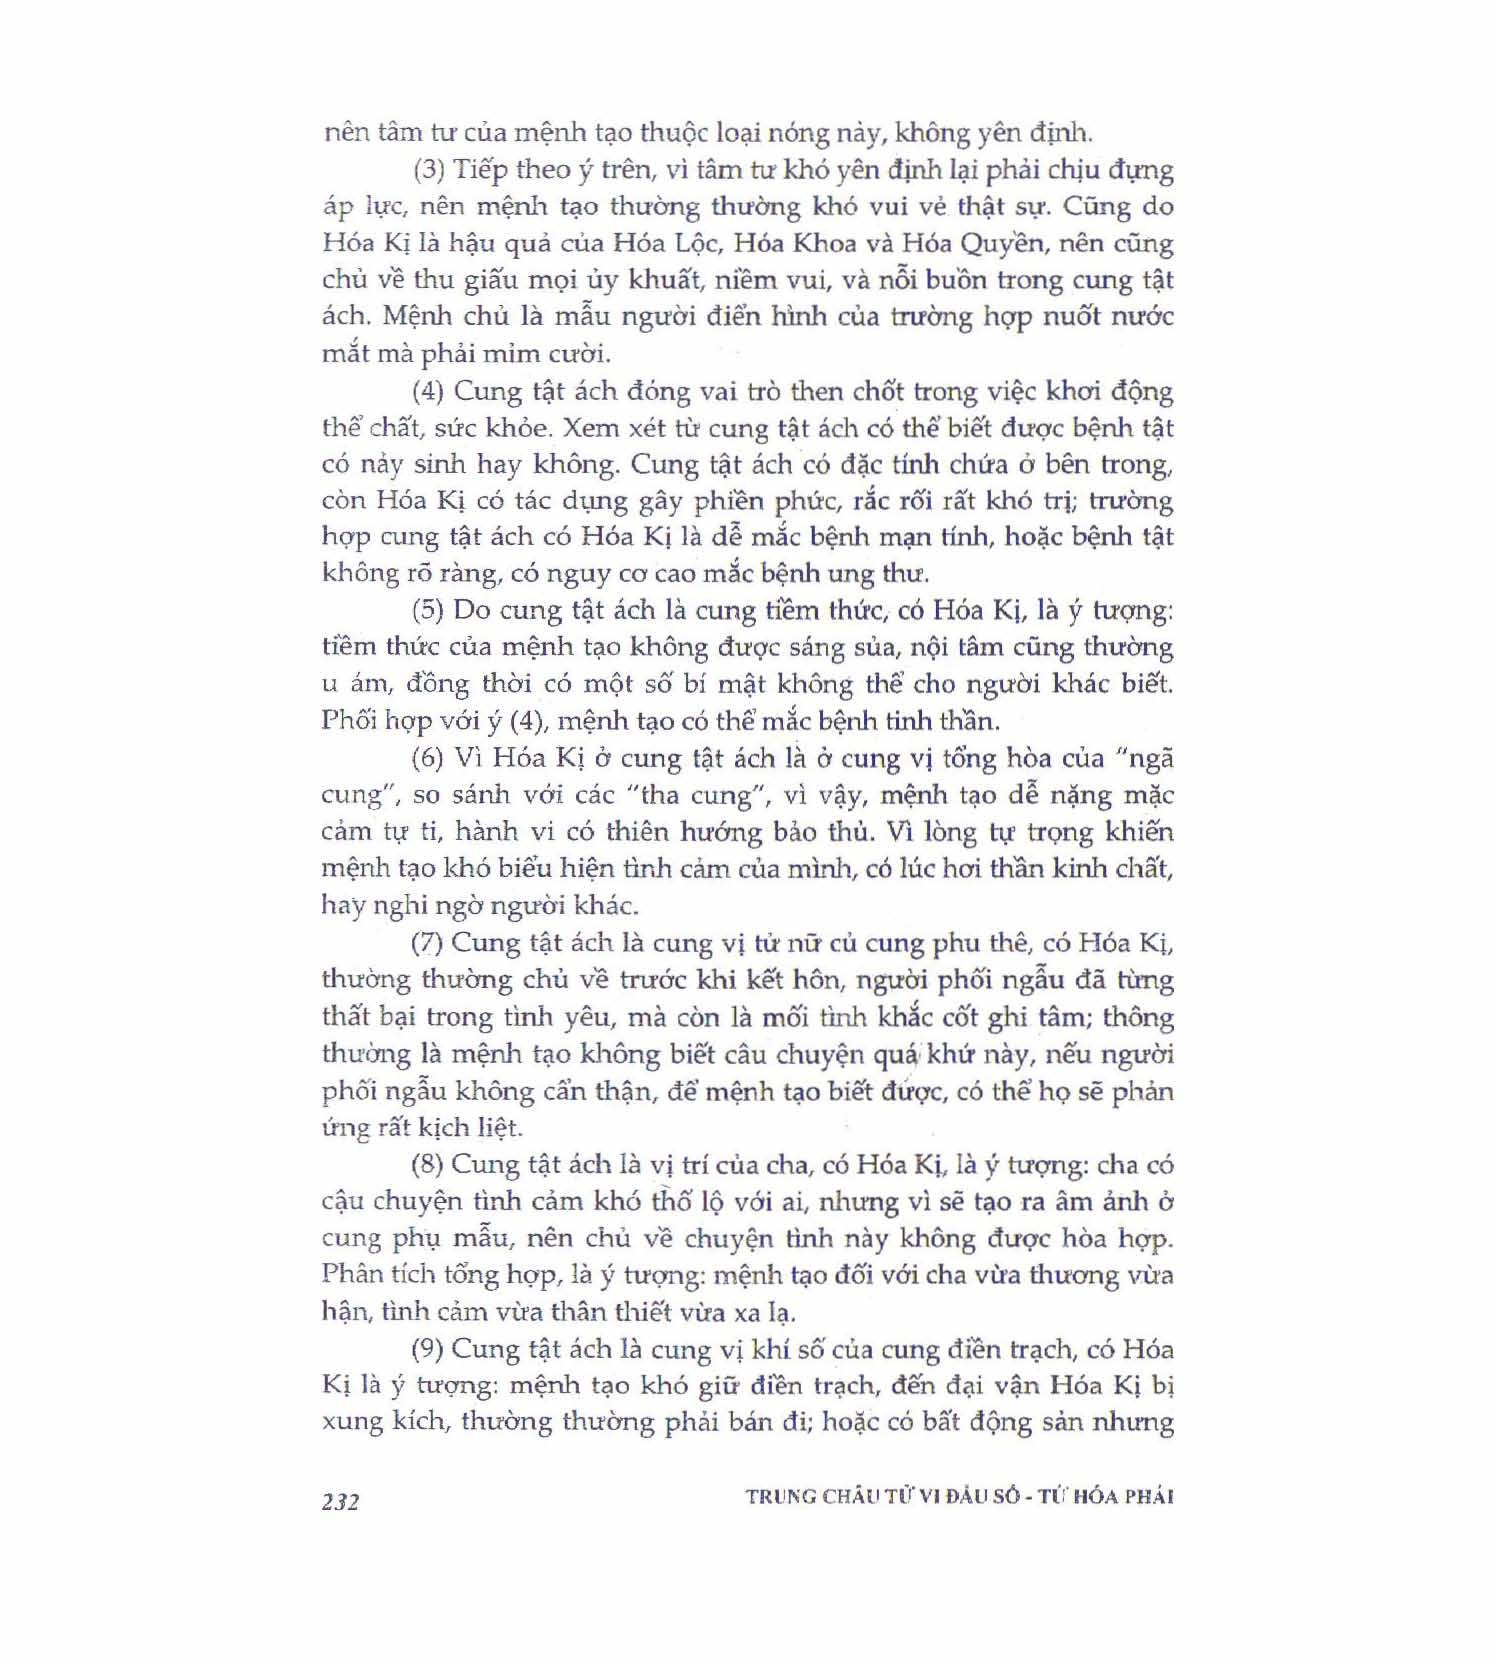 nên tâm tư của mệnh tạo thuộc loại nóng nảy, không yên định.
(3) Tiếp theo ý trên, vì tâm tư khó yên định lại phải chịu đựng
áp lực, nên mệnh tạo thường thường khó vui vẻ thật sự. Cũng do
Hóa Kị là hậu quả của Hóa Lộc, Hóa Khoa và Hóa Quyền, nên cũng
chủ về thu giấu mọi ủy khuất, niềm vui, và nỗi buồn trong cung tật
ách. Mệnh chủ là mẫu người điển hình của trường hợp nuốt nước
mắt mà phải mỉm cười.
(4) Cung tật ách đóng vai trò then chốt trong việc khơi động
thể chất, sức khỏe. Xem xét từ cung tật ách có thể biết được bệnh tật
có nảy sinh hay không. Cung tật ách có đặc tính chứa ở bên trong,
còn Hóa Kị có tác dụng gây phiền phức, rắc rối rất khó trị; trường
hợp cung tật ách có Hóa Kị là dễ mắc bệnh mạn tính, hoặc bệnh tật
không rõ ràng, có nguy cơ cao mắc bệnh ung thư.
(5) Do cung tật ách là cung tiềm thức, có Hóa Kị, là ý tượng:
tiềm thức của mệnh tạo không được sáng sủa, nội tâm cũng thường
u ám, đồng thời có một số bí mật không thể cho người khác biết.
Phối hợp với ý (4), mệnh tạo có thể mắc bệnh tinh thần.
(6) Vì Hóa Kị ở cung tật ách là ở cung vị tổng hòa của "ngã
cung", so sánh với các "tha cung", vì vậy, mệnh tạo dễ nặng mặc
cảm tự ti, hành vi có thiên hướng bảo thủ. Vì lòng tự trọng khiến
mệnh tạo khó biểu hiện tình cảm của mình, có lúc hơi thần kinh chất,
hay nghi ngờ người khác.
(7) Cung tật ách là cung vị tử nữ củ cung phu thê, có Hóa Kị,
thường thường chủ về trước khi kết hôn, người phối ngẫu đã từng
thất bại trong tình yêu, mà còn là mối tình khắc cốt ghi tâm; thông
thường là mệnh tạo không biết câu chuyện quá khứ này, nếu người
phối ngẫu không cẩn thận, để mệnh tạo biết được, có thể họ sẽ phản
ứng rất kịch liệt.
(8) Cung tật ách là vị trí của cha, có Hóa Kị, là ý tượng: cha có
cậu chuyện tình cảm khó thổ lộ với ai, nhưng vì sẽ tạo ra âm ảnh ở
cung phụ mẫu, nên chủ về chuyện tình này không được hòa hợp.
Phân tích tổng hợp, là ý tượng: mệnh tạo đối với cha vừa thương vừa
hận, tình cảm vừa thân thiết vừa xa lạ.
(9) Cung tật ách là cung vị khí số của cung điền trạch, có Hóa
Kị là ý tượng: mệnh tạo khó giữ điền trạch, đến đại vận Hóa Kị bị
xung kích, thường thường phải bán đi; hoặc có bất động sản nhưng
232
TRUNG CHÂU TỬ VI ĐẨU SỐ - TỨ HÓA PHÁI